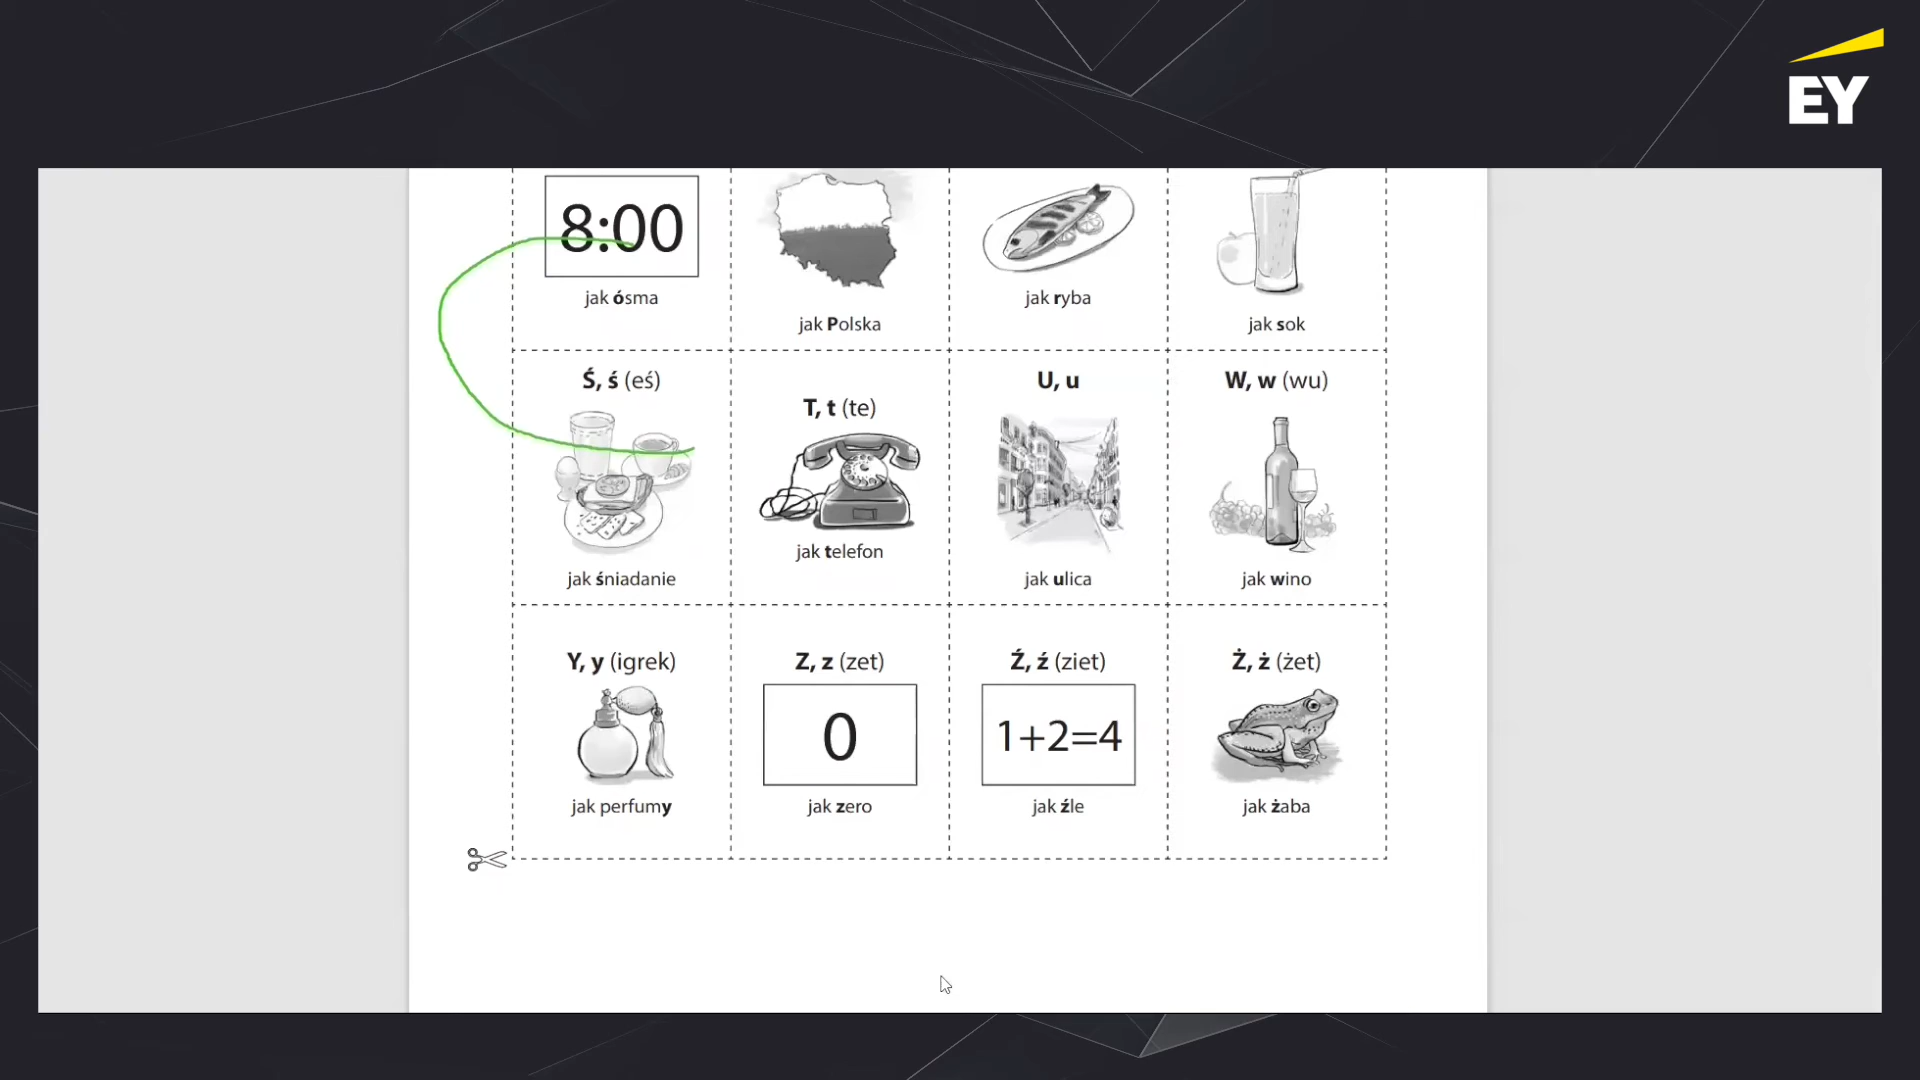 EY
8:00
jak ósma
jak Polska
jak ryba
jak sok
Ś, ś (eś)
jak śniadanie
T, t (te)
jak telefon
U, u
jak ulica
W, w (wu)
jak wino
Y, y (igrek)
jak perfumy
Z, z (zet)
0
jak zero
Ź, ź (ziet)
1+2=4
jak źle
Ż, ż (żet)
jak żaba